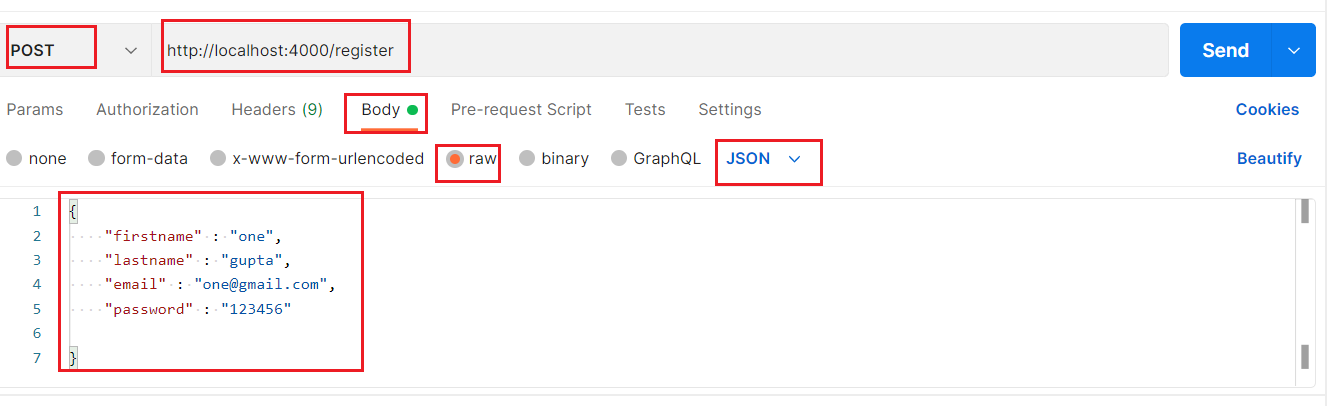 POST http://localhost:4000/register Send
Params Authorization Headers (9) Body Pre-request Script Tests Settings Cookies
none form-data x-www-form-urlencoded raw binary GraphQL JSON Beautify
1 {
2 "firstname" : "one",
3 "lastname" : "gupta",
4 "email" : "one@gmail.com",
5 "password" : "123456"
6
7 }